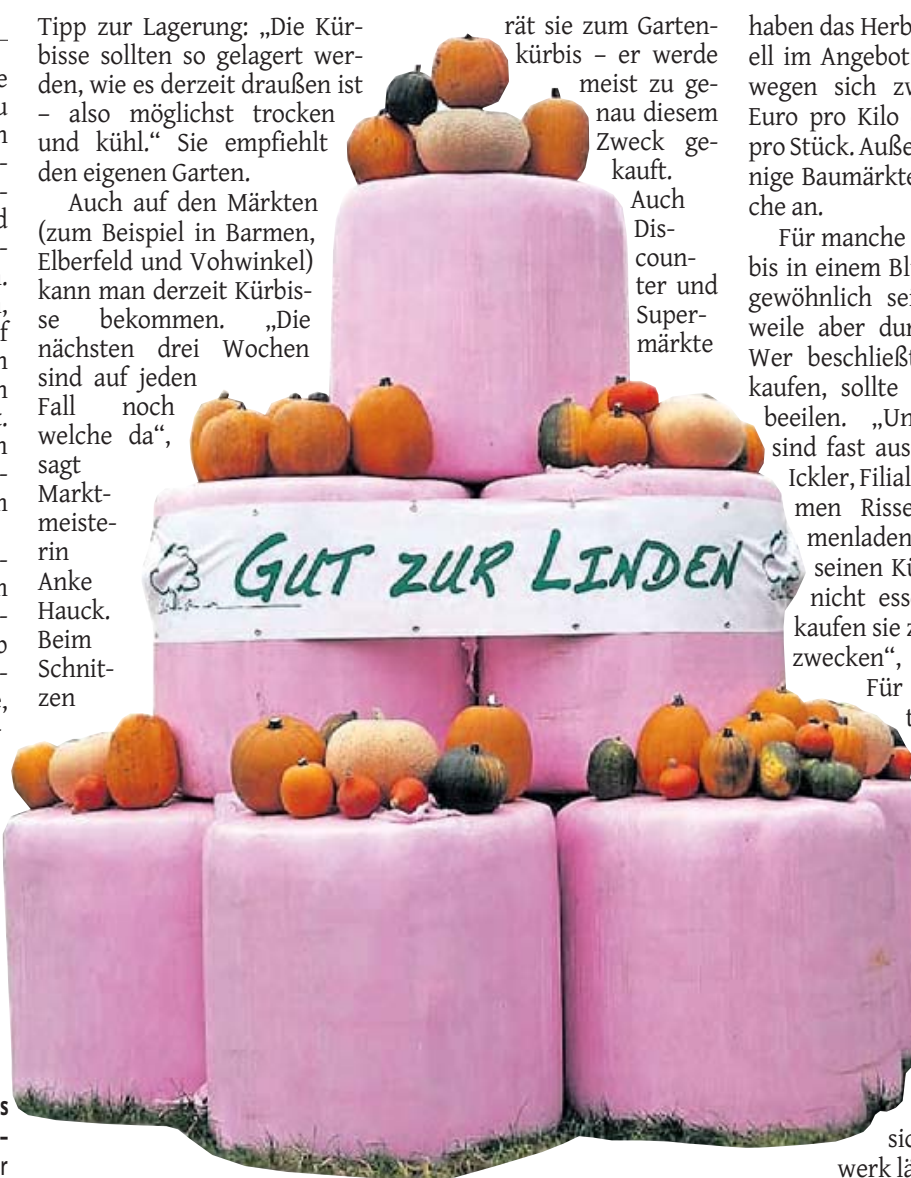 Tipp zur Lagerung: „Die Kür-
bisse sollten so gelagert wer-
den, wie es derzeit draußen ist
– also möglichst trocken
und kühl.“ Sie empfiehlt
den eigenen Garten.
Auch auf den Märkten
(zum Beispiel in Barmen,
Elberfeld und Vohwinkel)
kann man derzeit Kürbis-
se bekommen. „Die
nächsten drei Wochen
sind auf jeden
Fall noch
welche da“,
sagt
Markt-
meiste-
rin
Anke
Hauck.
Beim
Schnit-
zen
rät sie zum Garten-
kürbis – er werde
meist zu ge-
nau diesem
Zweck ge-
kauft.
Auch
Dis-
coun-
ter und
Super-
märkte
haben das Herb
ell im Angebot
wegen sich zw
Euro pro Kilo
pro Stück. Auße
nige Baumärkte
che an.
Für manche
bis in einem Bl
gewöhnlich sei
weile aber dur
Wer beschließt
kaufen, sollte
beeilen. „Un
sind fast aus
Ickler, Filial
men Risse
menladen
seinen Kü
nicht ess
kaufen sie z
zwecken“,
Für
t
sic
werk lä
GUT ZUR LINDEN